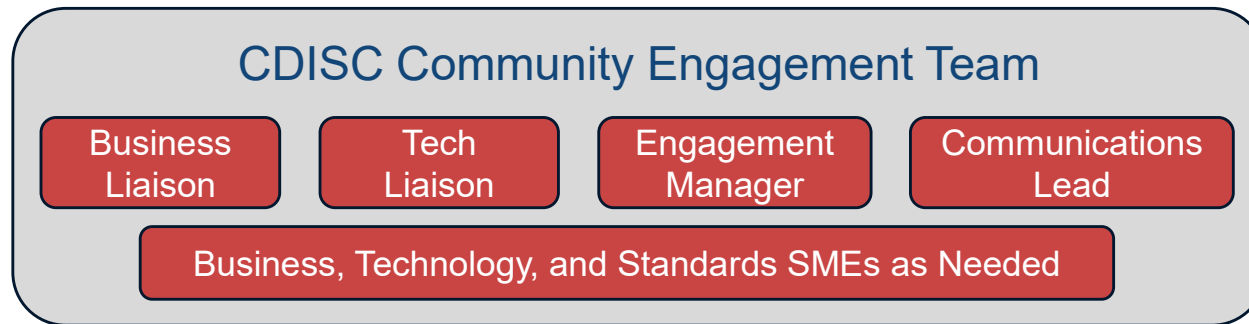 CDISC Community Engagement Team
Business
Liaison
Tech
Liaison
Engagement
Manager
Communications
Lead
Business, Technology, and Standards SMEs as Needed